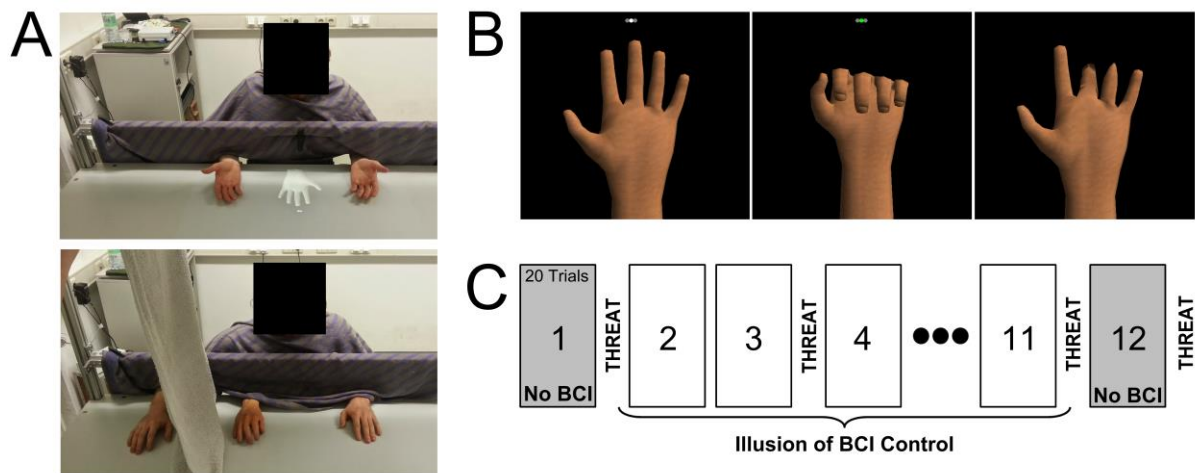 A
B
C
20 Trials
1
No BCI
THREAT
2
3
THREAT
4
11
THREAT
12
No BCI
THREAT
Illusion of BCI Control